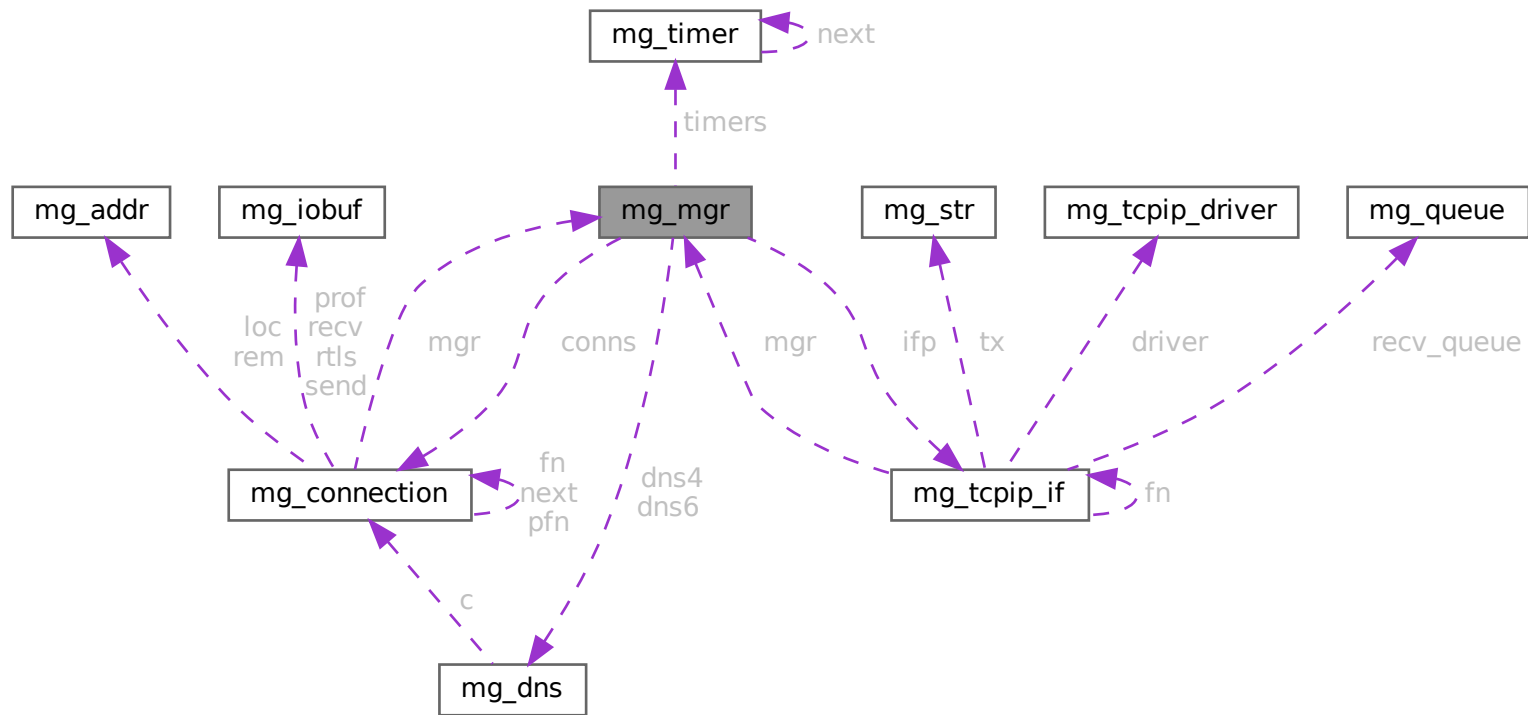 mg_timer
next
timers
mg_addr
mg_iobuf
mg_mgr
mg_str
mg_tcpip_driver
mg_queue
loc
rem
prof
recv
rtls
send
mgr
conns
mgr
ifp
tx
driver
recv_queue
mg_connection
fn
next
pfn
dns4
dns6
mg_tcpip_if
fn
c
mg_dns